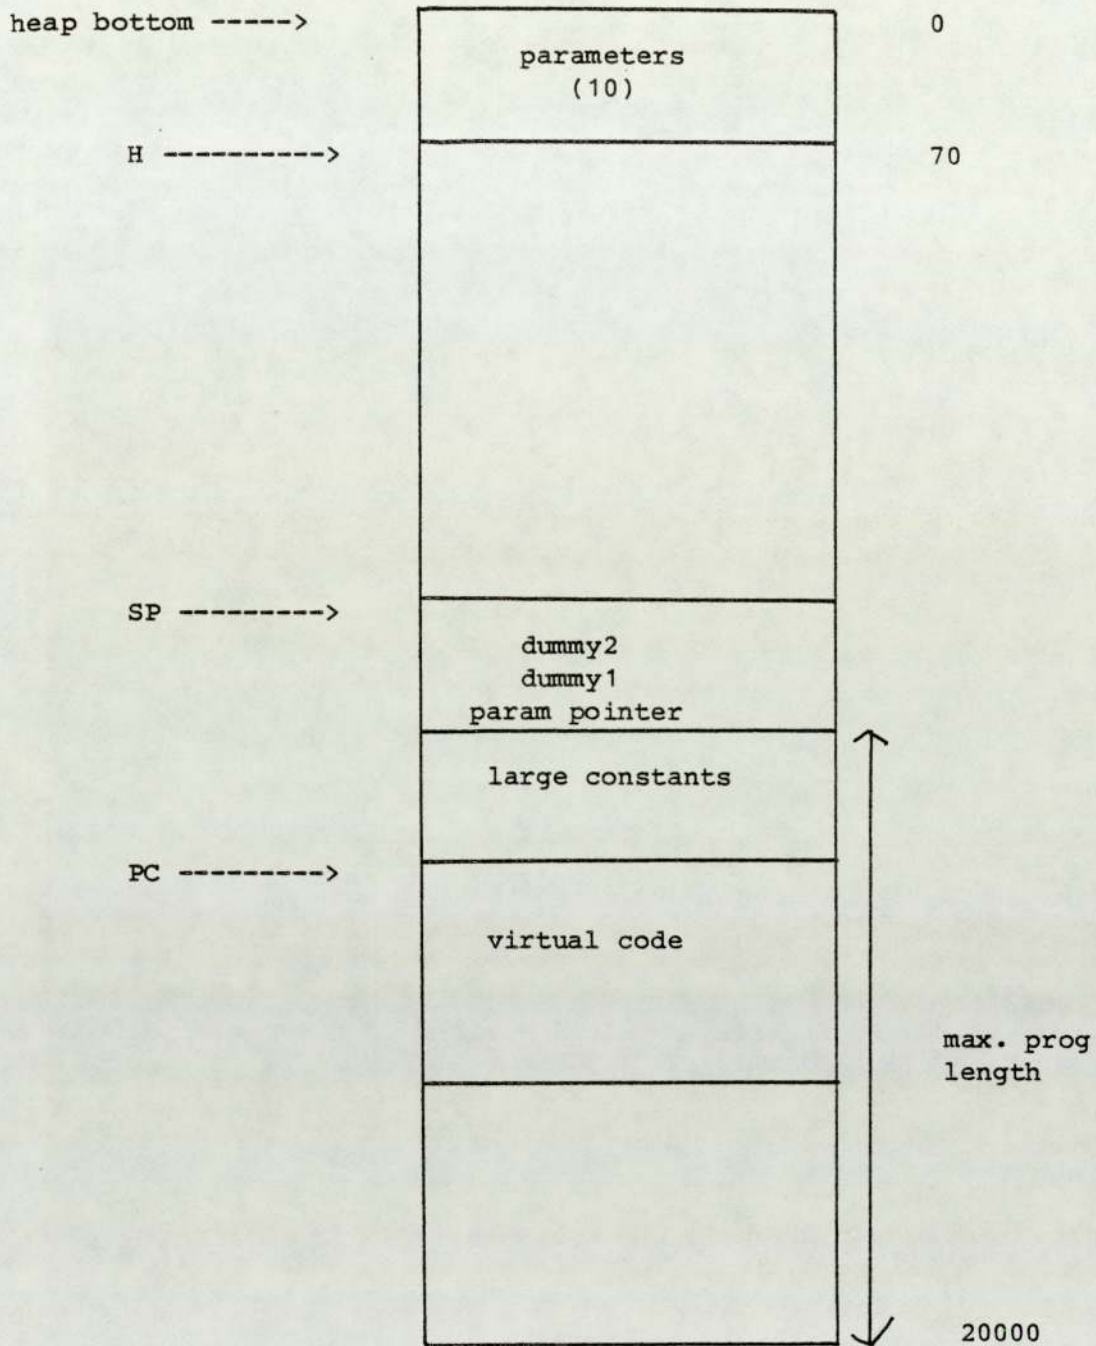 heap bottom -----> 0
parameters
(10)
H ----------> 70
SP --------->
dummy2
dummy1
param pointer
large constants
PC --------->
virtual code
max. prog
length
20000